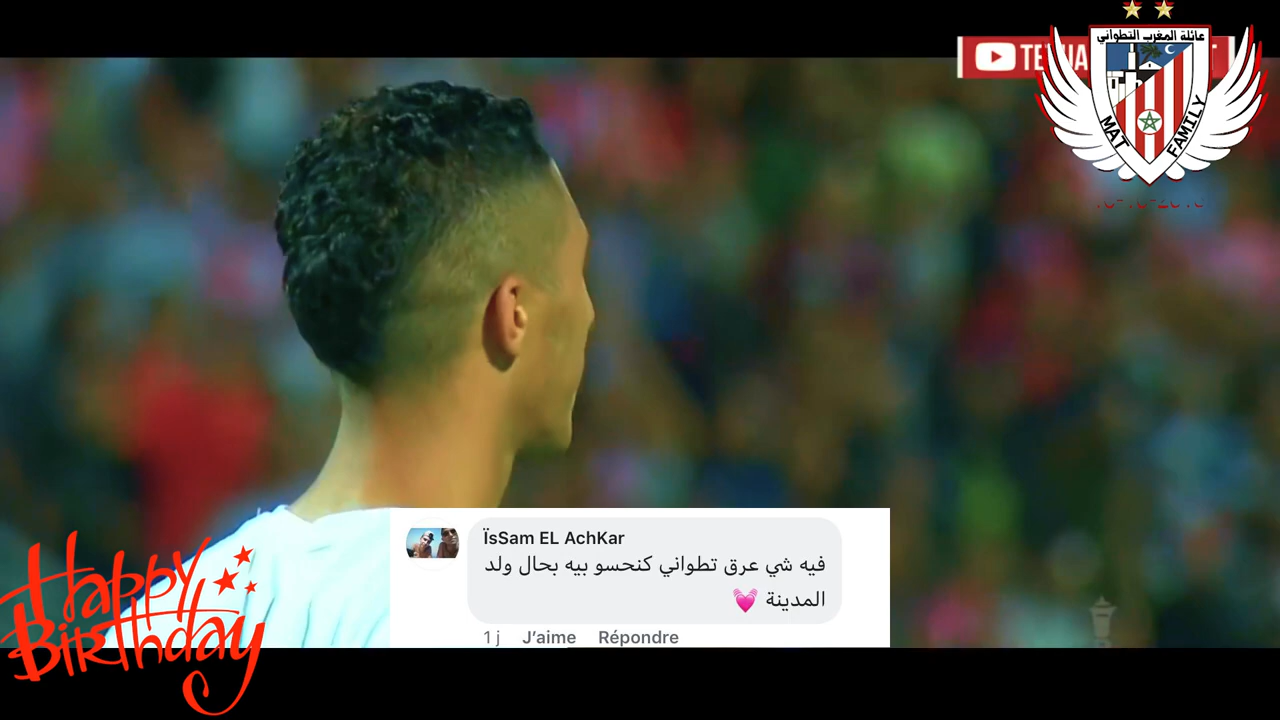 عائلة المغرب التطواني
MAT FAMILY
ÏsSam EL AchKar
فيه شي عرق تطواني كنحسو بيه بحال ولد
المدينة 💓
1 j J'aime Répondre
Happy
Birthday